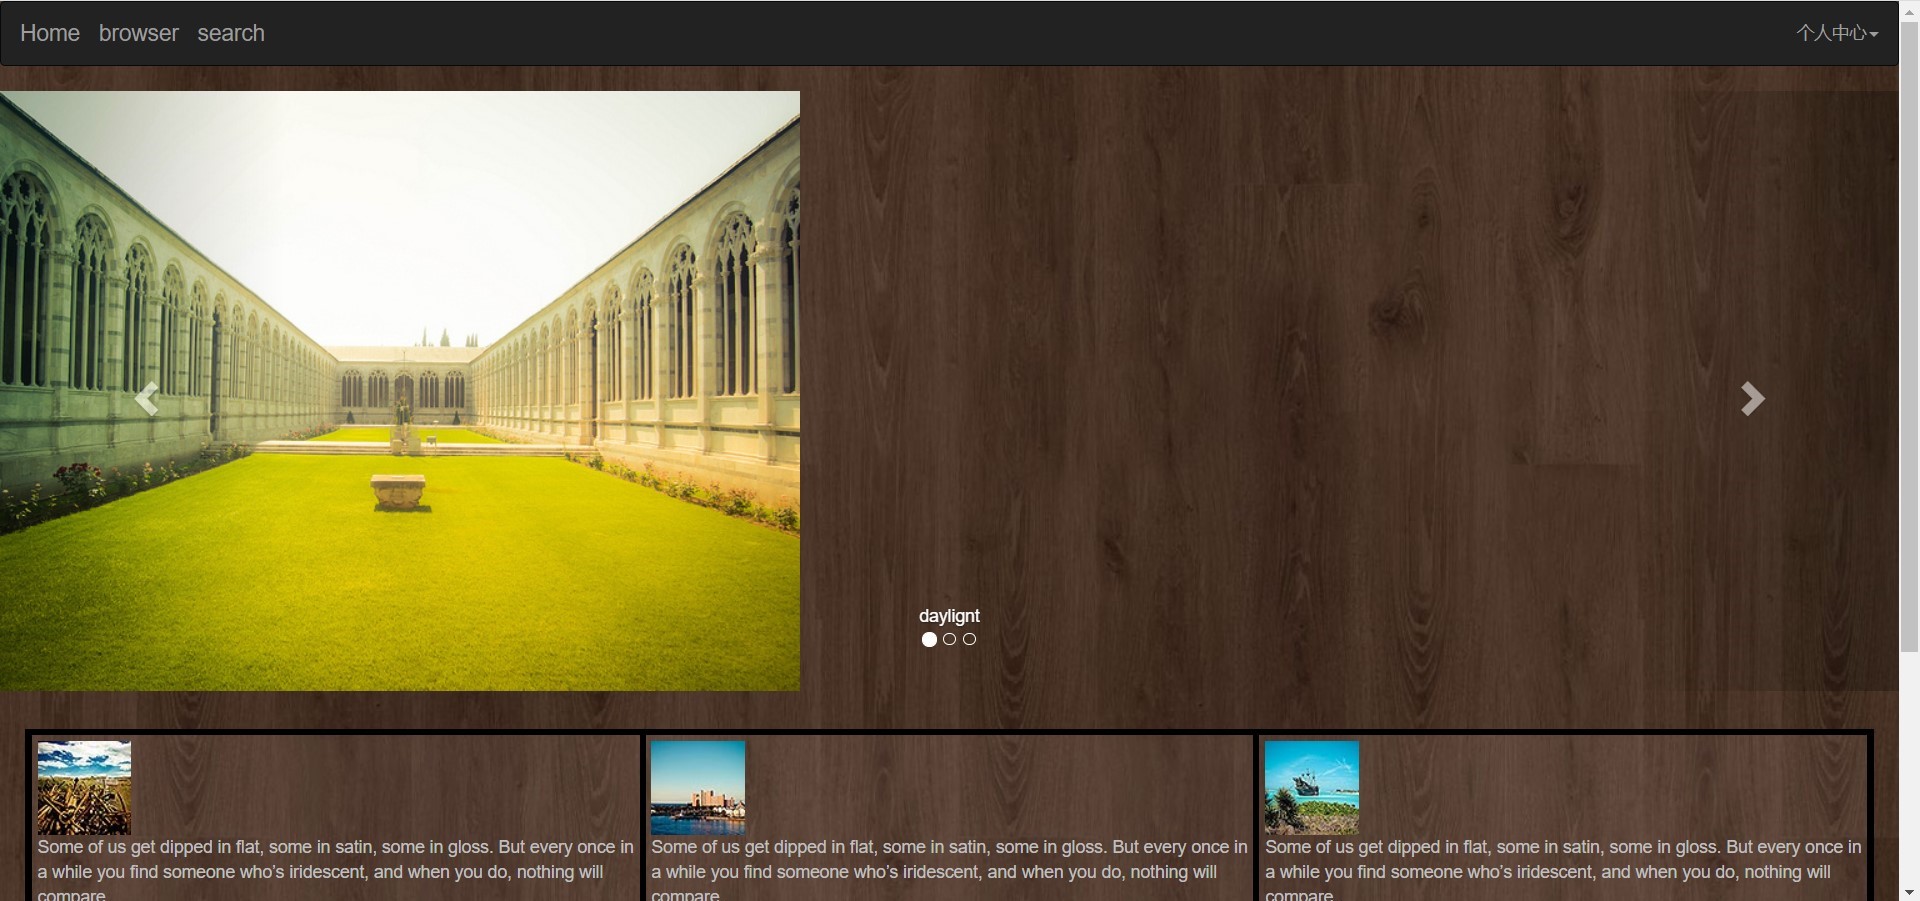 Home browser search 个人中心
daylignt
Some of us get dipped in flat, some in satin, some in gloss. But every once in
a while you find someone who's iridescent, and when you do, nothing will
compare
Some of us get dipped in flat, some in satin, some in gloss. But every once in
a while you find someone who's iridescent, and when you do, nothing will
compare
Some of us get dipped in flat, some in satin, some in gloss. But every once in
a while you find someone who's iridescent, and when you do, nothing will
compare